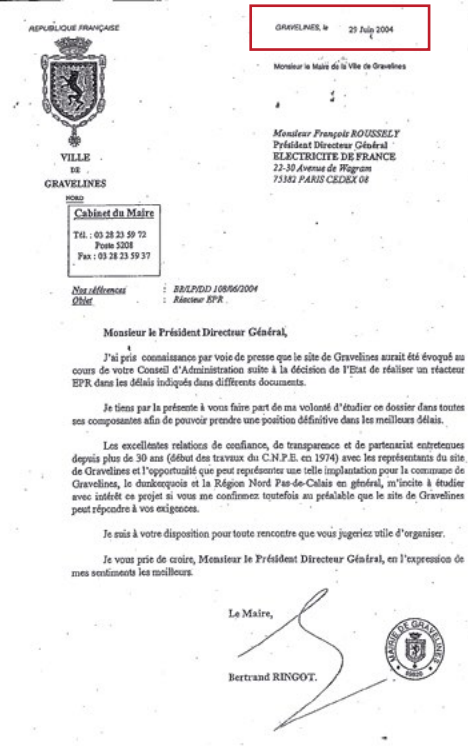 REPUBLIQUE FRANÇAISE
VILLE
DE
GRAVELINES
NORD
Cabinet du Maire
Tél. : 03 28 23 59 72
Poste 5208
Fax : 03 28 23 59 37
GRAVELINES, le 29 Juin 2004
Monsieur le Maire de la Ville de Gravelines
à
Monsieur François ROUSSELY
Président Directeur Général
ELECTRICITE DE FRANCE
22-30 Avenue de Wagram
75382 PARIS CEDEX 08
Nos références : BR/LP/DD 108/06/2004
Objet : Réacteur EPR
Monsieur le Président Directeur Général,
J'ai pris connaissance par voie de presse que le site de Gravelines aurait été évoqué au
cours de votre Conseil d'Administration suite à la décision de l'Etat de réaliser un réacteur
EPR dans les délais indiqués dans différents documents.
Je tiens par la présente à vous faire part de ma volonté d'étudier ce dossier dans toutes
ses composantes afin de pouvoir prendre une position définitive dans les meilleurs délais.
Les excellentes relations de confiance, de transparence et de partenariat entretenues
depuis plus de 30 ans (début des travaux du C.N.P.E. en 1974) avec les représentants du site
de Gravelines et l'opportunité que peut représenter une telle implantation pour la commune de
Gravelines, le dunkerquois et la Région Nord Pas-de-Calais en général, m'incite à étudier
avec intérêt ce projet si vous me confirmez toutefois au préalable que le site de Gravelines
peut répondre à vos exigences.
Je suis à votre disposition pour toute rencontre que vous jugeriez utile d'organiser.
Je vous prie de croire, Monsieur le Président Directeur Général, en l'expression de
mes sentiments les meilleurs.
Le Maire,
Bertrand RINGOT.
MAIRIE DE GRAVELINES